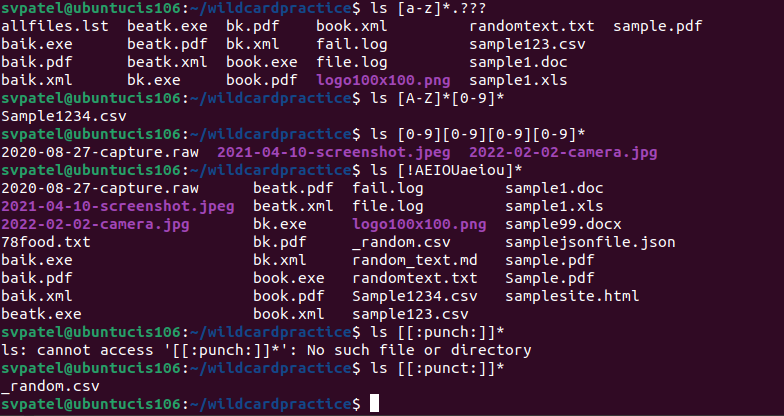 svpatel@ubuntucis106:~/wildcardpractice$ ls [a-z]*.???
allfiles.lst  beatk.exe  bk.pdf    book.xml        randomtext.txt  sample.pdf
baik.exe      beatk.pdf  bk.xml    fail.log        sample123.csv
baik.pdf      beatk.xml  book.exe  file.log        sample1.doc
baik.xml      bk.exe     book.pdf  logo100x100.png  sample1.xls
svpatel@ubuntucis106:~/wildcardpractice$ ls [A-Z]*[0-9]*
Sample1234.csv
svpatel@ubuntucis106:~/wildcardpractice$ ls [0-9][0-9][0-9][0-9]*
2020-08-27-capture.raw  2021-04-10-screenshot.jpeg  2022-02-02-camera.jpg
svpatel@ubuntucis106:~/wildcardpractice$ ls [!AEIOUaeiou]*
2020-08-27-capture.raw      beatk.pdf  fail.log         sample1.doc
2021-04-10-screenshot.jpeg  beatk.xml  file.log         sample1.xls
2022-02-02-camera.jpg       bk.exe     logo100x100.png  sample99.docx
78food.txt                  bk.pdf     _random.csv      samplejsonfile.json
baik.exe                    bk.xml     random_text.md   sample.pdf
baik.pdf                    book.exe   randomtext.txt   Sample.pdf
baik.xml                    book.pdf   Sample1234.csv   samplesite.html
beatk.exe                   book.xml   sample123.csv
svpatel@ubuntucis106:~/wildcardpractice$ ls [[:punch:]]*
ls: cannot access '[[:punch:]]*': No such file or directory
svpatel@ubuntucis106:~/wildcardpractice$ ls [[:punct:]]*
_random.csv
svpatel@ubuntucis106:~/wildcardpractice$